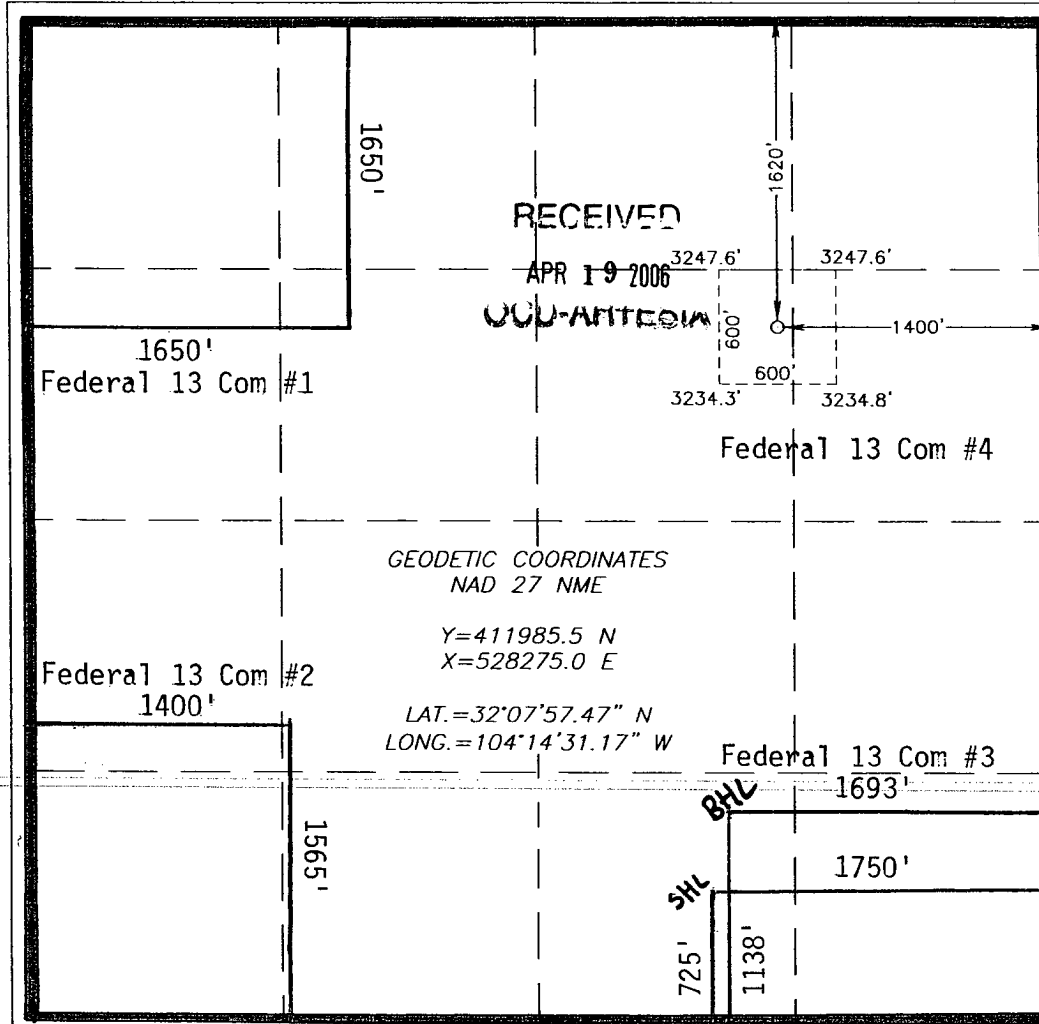 1650'
1620'
RECEIVED
3247.6' 3247.6'
APR 19 2006
OCD-ARTESIA
600'
1400'
1650'
600'
Federal 13 Com #1
3234.3' 3234.8'
Federal 13 Com #4
GEODETIC COORDINATES
NAD 27 NME
Y=411985.5 N
X=528275.0 E
Federal 13 Com #2
1400'
LAT.=32°07'57.47" N
LONG.=104°14'31.17" W
Federal 13 Com #3
BHL
1693'
1565'
1750'
SHL
725'
1138'